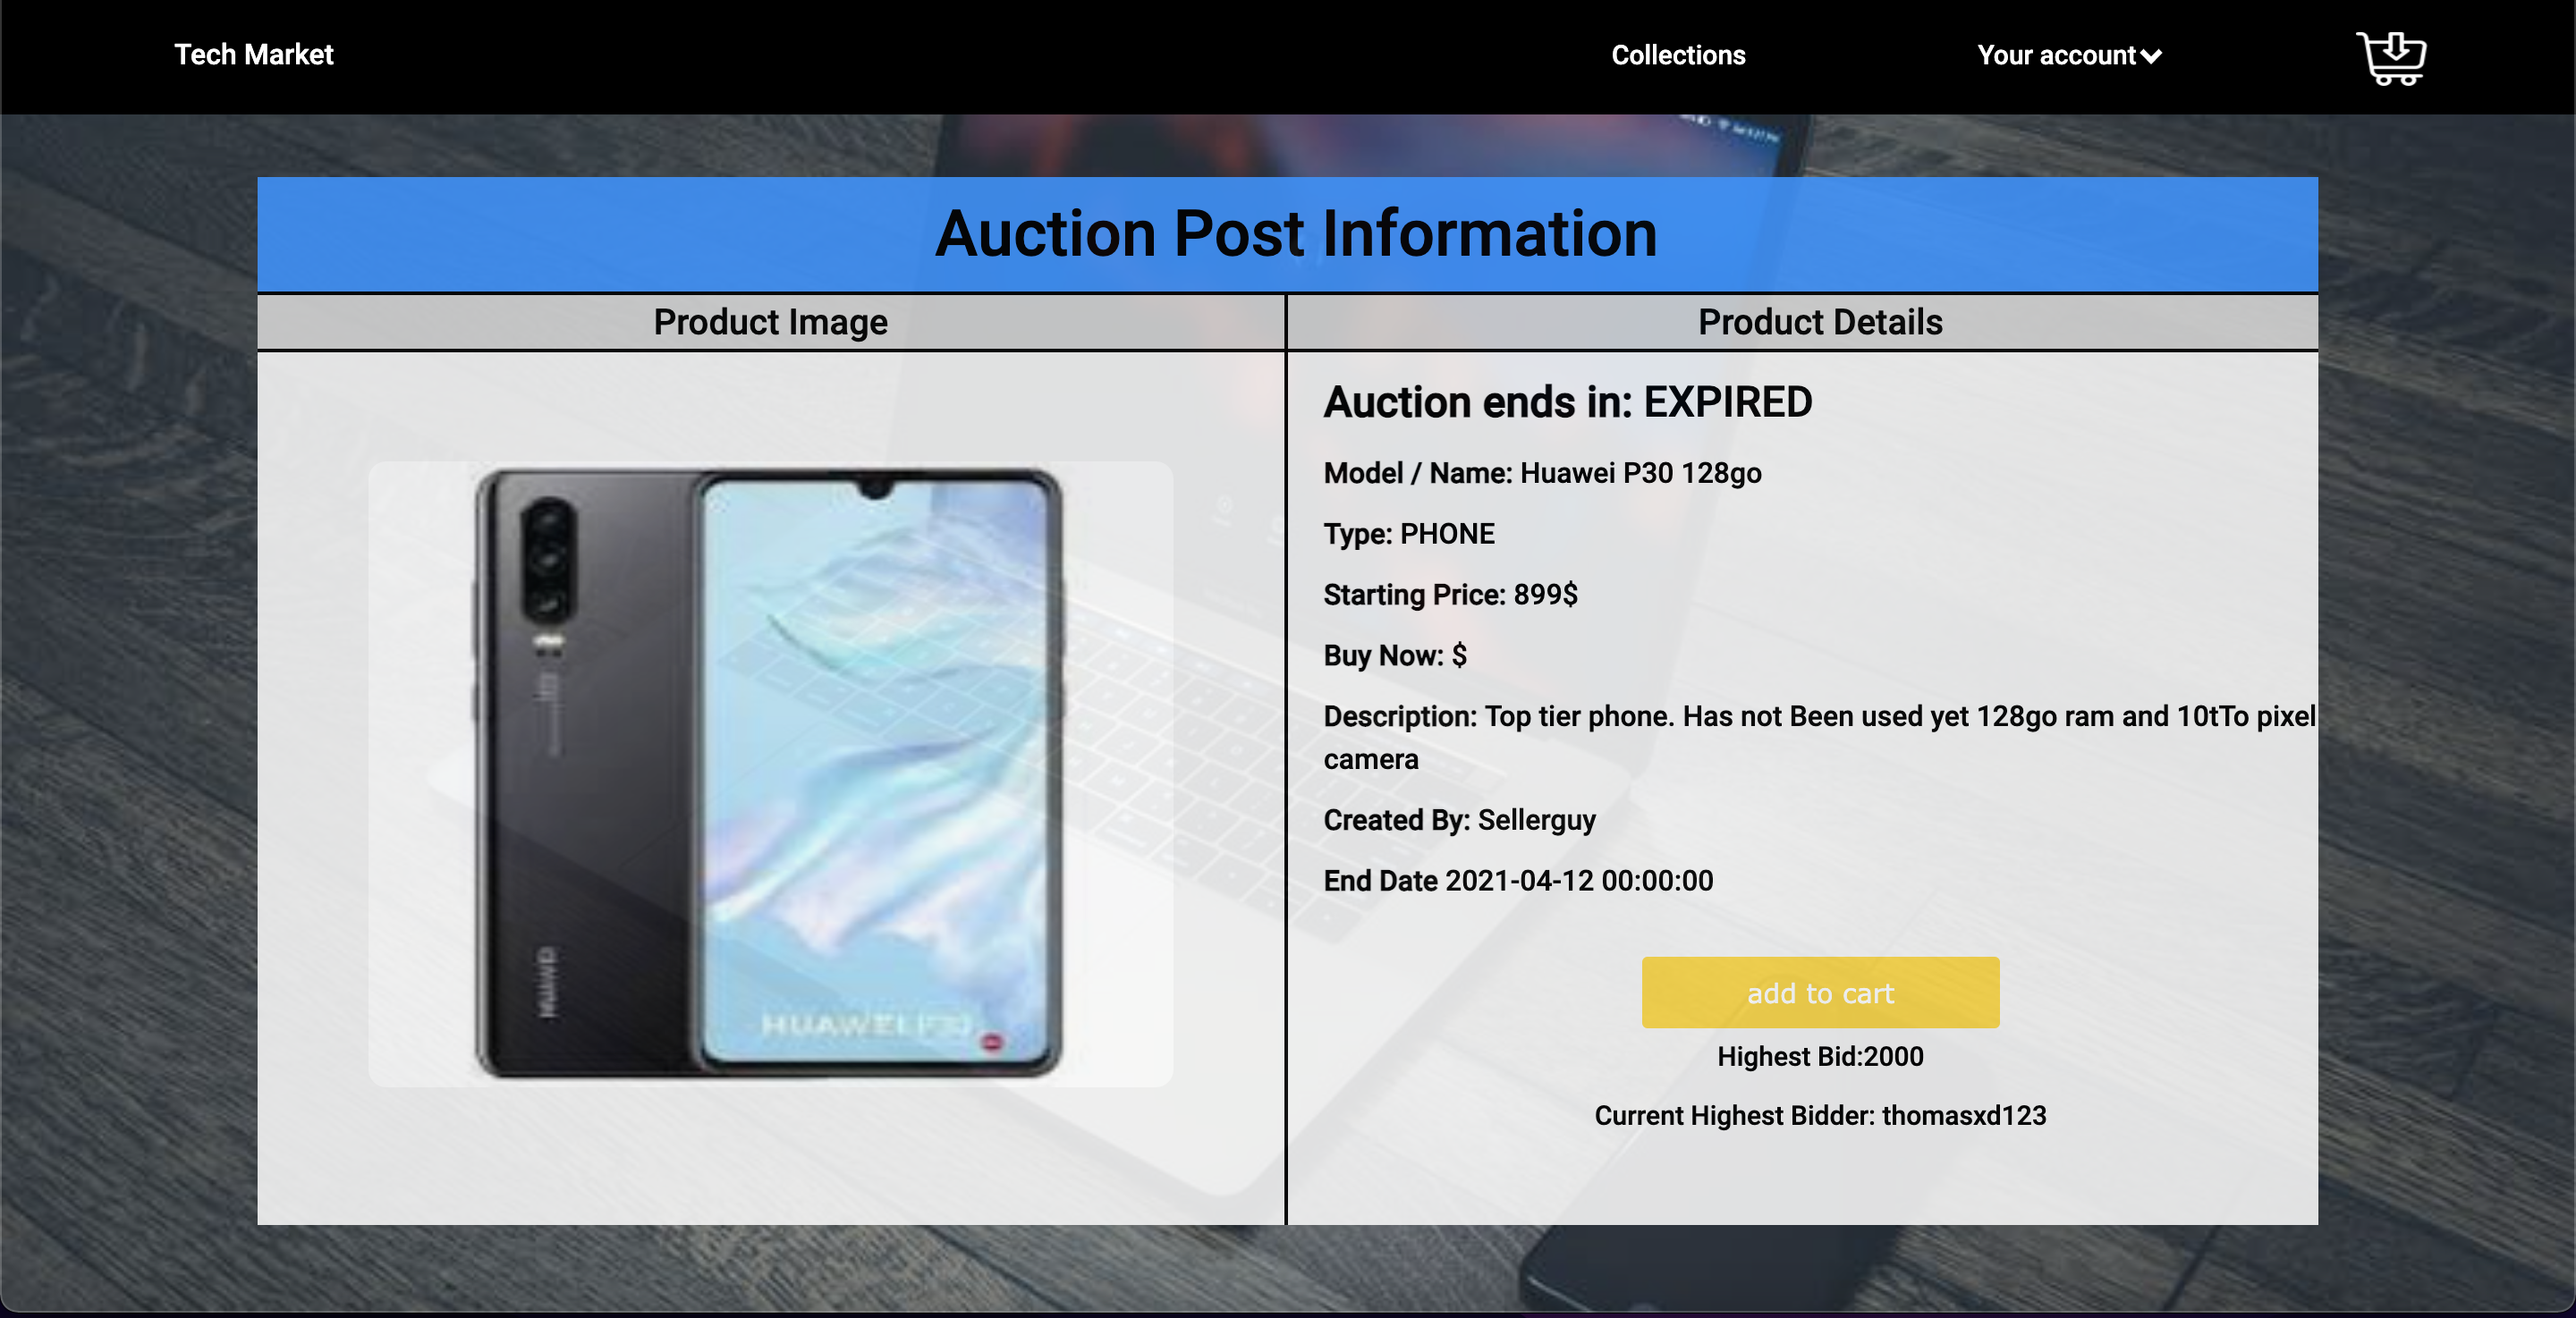 Tech Market
Collections
Your account
Auction Post Information
Product Image
Product Details
Auction ends in: EXPIRED
Model / Name: Huawei P30 128go
Type: PHONE
Starting Price: 899$
Buy Now: $
Description: Top tier phone. Has not Been used yet 128go ram and 10tTo pixel
camera
Created By: Sellerguy
End Date 2021-04-12 00:00:00
add to cart
Highest Bid:2000
Current Highest Bidder: thomasxd123
HUAWEI
HUAWEI P30